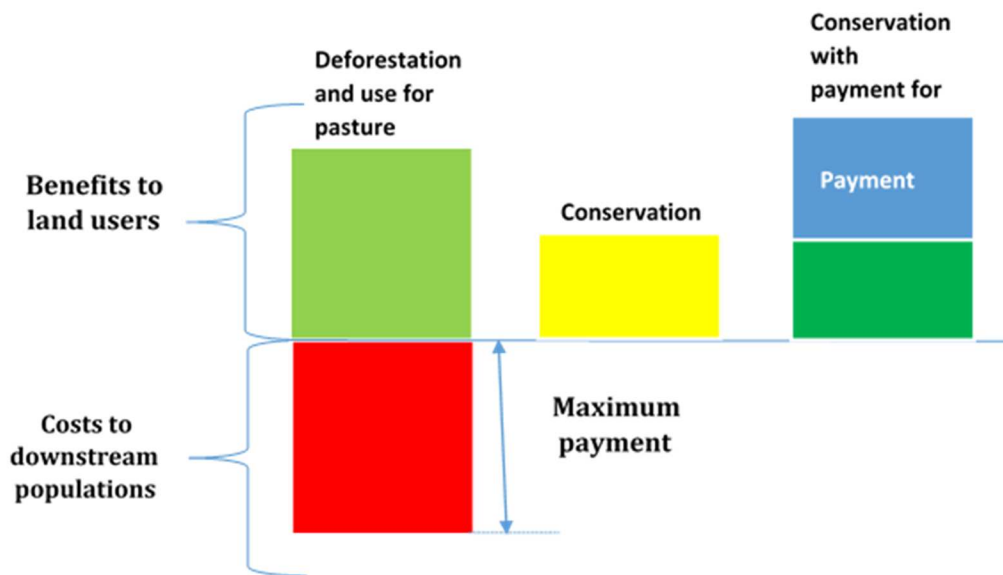 Conservation
with
payment for
Deforestation
and use for
pasture
Benefits to
land users
Payment
Conservation
Costs to
downstream
populations
Maximum
payment